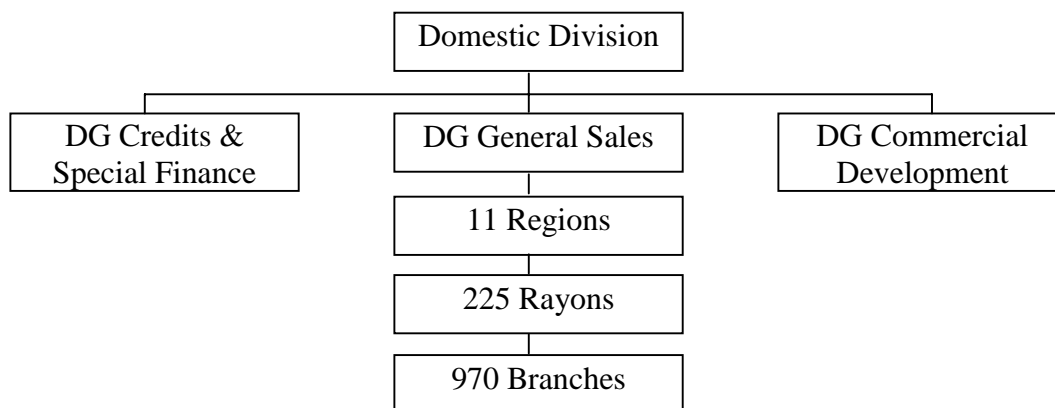 Domestic Division
DG Credits &
Special Finance
DG General Sales
DG Commercial
Development
11 Regions
225 Rayons
970 Branches